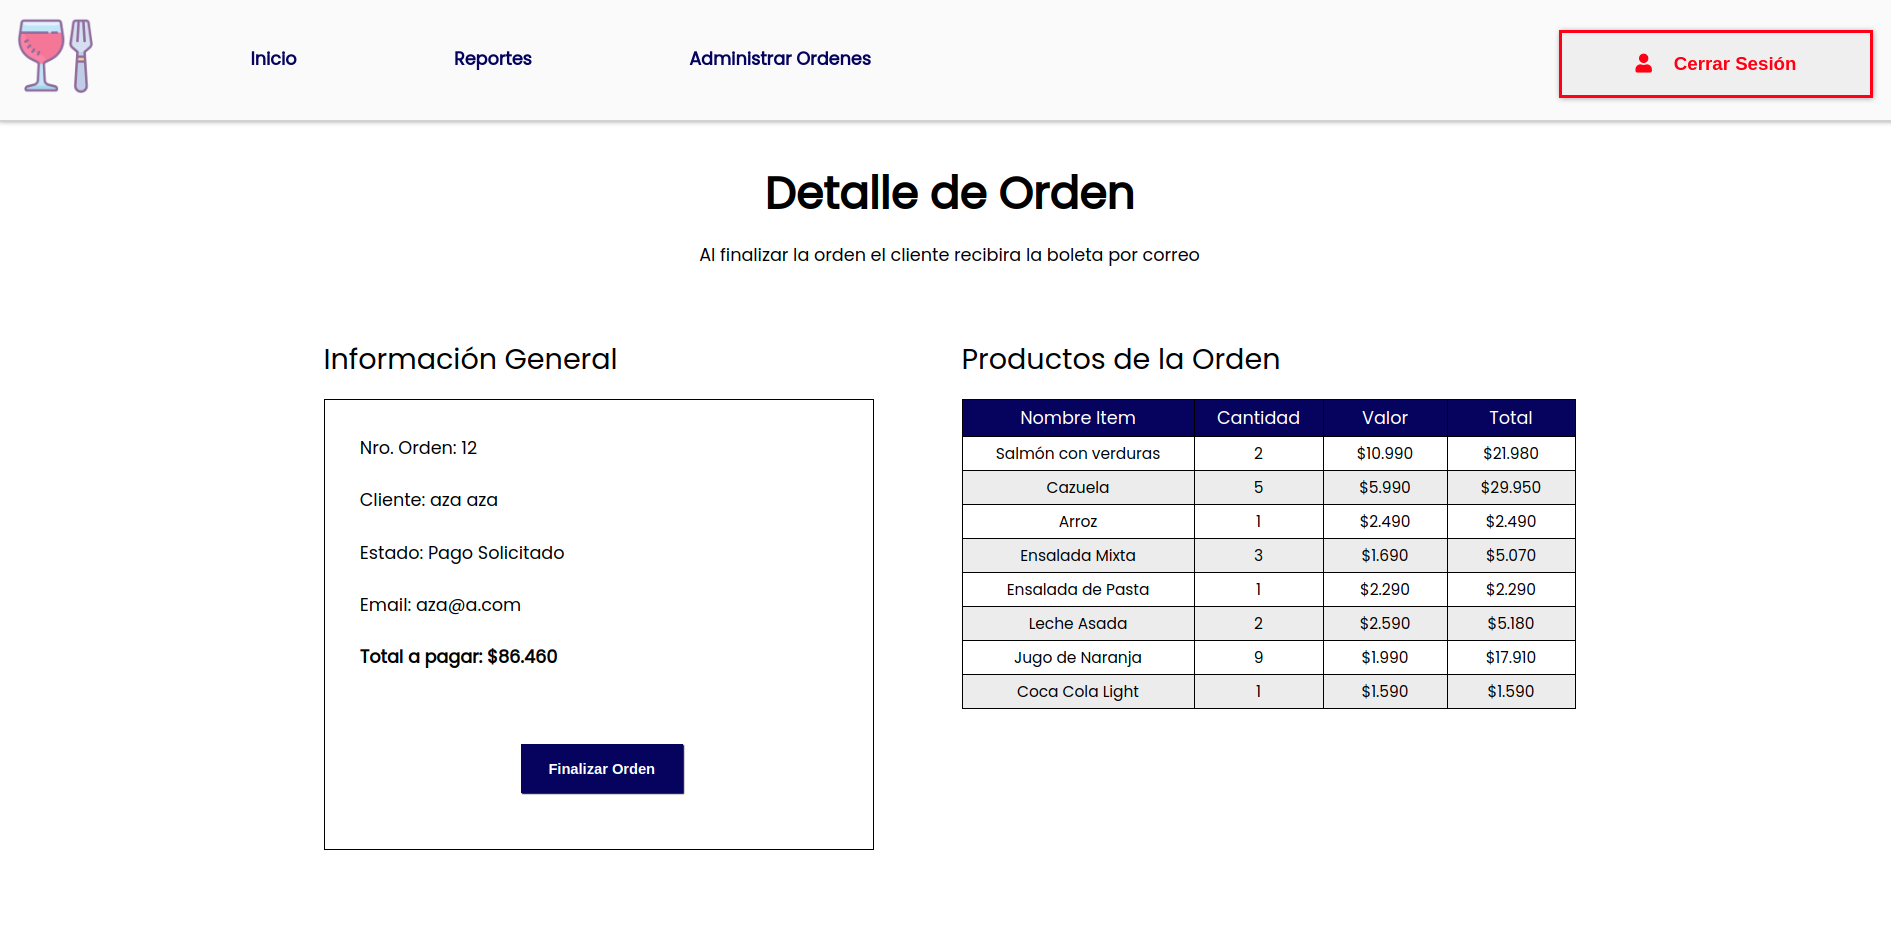 Inicio Reportes Administrar Ordenes Cerrar Sesión
Detalle de Orden
Al finalizar la orden el cliente recibira la boleta por correo
Información General
Nro. Orden: 12
Cliente: aza aza
Estado: Pago Solicitado
Email: aza@a.com
Total a pagar: $86.460
Finalizar Orden
Productos de la Orden
Nombre Item Cantidad Valor Total
Salmón con verduras 2 $10.990 $21.980
Cazuela 5 $5.990 $29.950
Arroz 1 $2.490 $2.490
Ensalada Mixta 3 $1.690 $5.070
Ensalada de Pasta 1 $2.290 $2.290
Leche Asada 2 $2.590 $5.180
Jugo de Naranja 9 $1.990 $17.910
Coca Cola Light 1 $1.590 $1.590